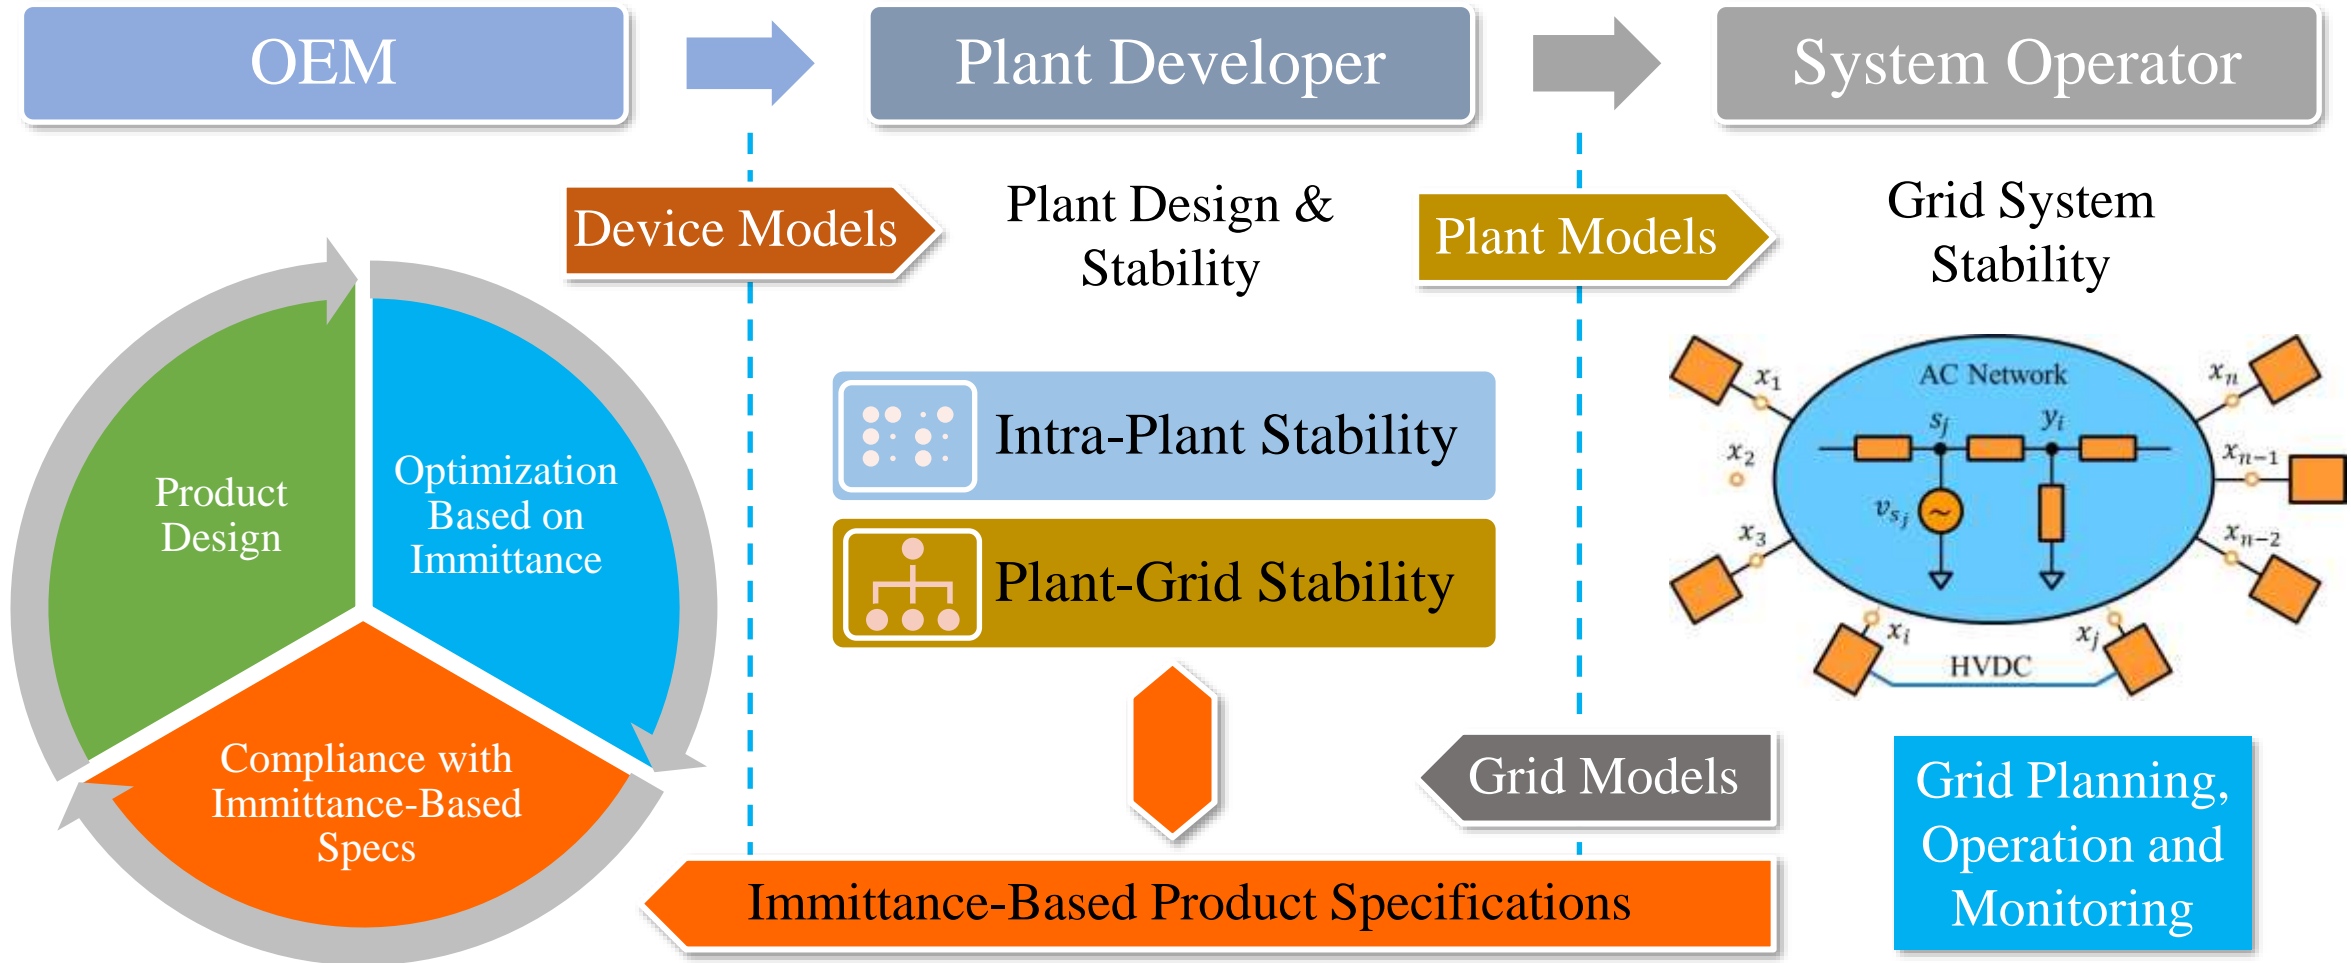 OEM
Plant Developer
System Operator
Device Models
Plant Design &
Stability
Plant Models
Grid System
Stability
Product
Design
Optimization
Based on
Immittance
Compliance with
Immittance-Based
Specs
Intra-Plant Stability
Plant-Grid Stability
AC Network
x₁
xₙ
sⱼ
yᵢ
x₂
xₙ₋₁
v_{sⱼ}
~
x₃
xₙ₋₂
xᵢ
xⱼ
HVDC
Grid Models
Grid Planning,
Operation and
Monitoring
Immittance-Based Product Specifications